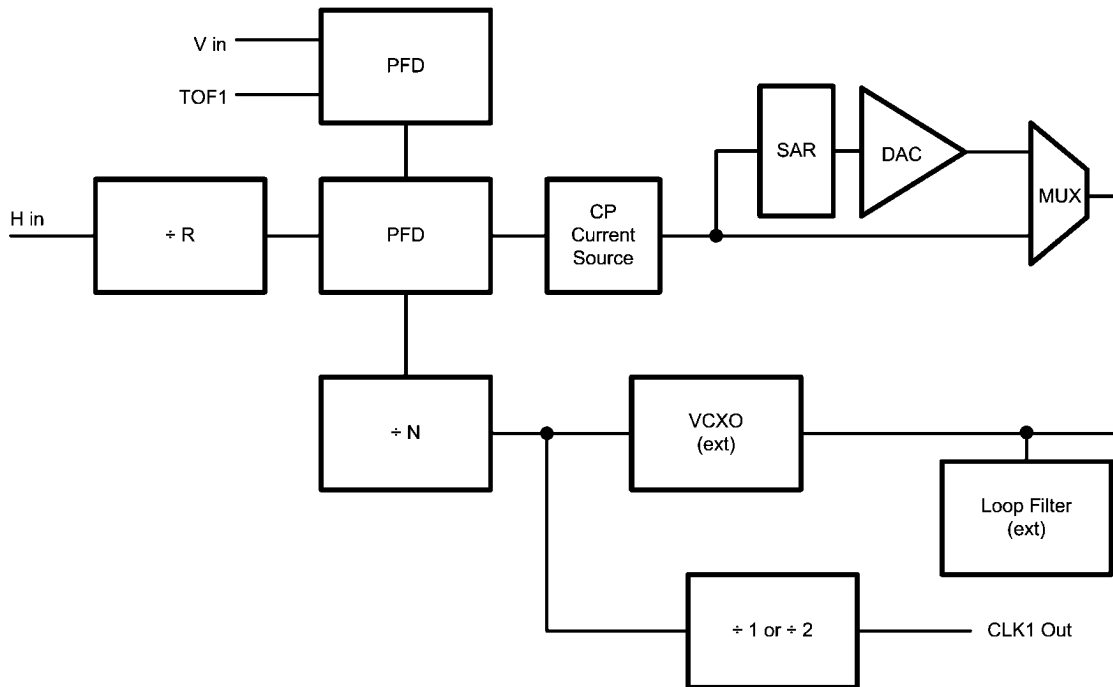 V in
PFD
TOF1
SAR
DAC
MUX
H in
÷ R
PFD
CP
Current
Source
÷ N
VCXO
(ext)
Loop Filter
(ext)
÷ 1 or ÷ 2
CLK1 Out